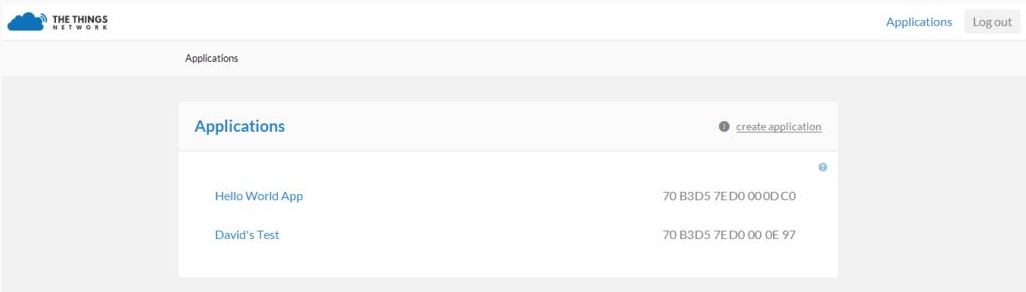 THE THINGS
NETWORK
Applications
Log out
Applications
Applications
create application
Hello World App
70 B3D5 7ED0 000DC0
David's Test
70 B3D5 7ED0 00 0E 97